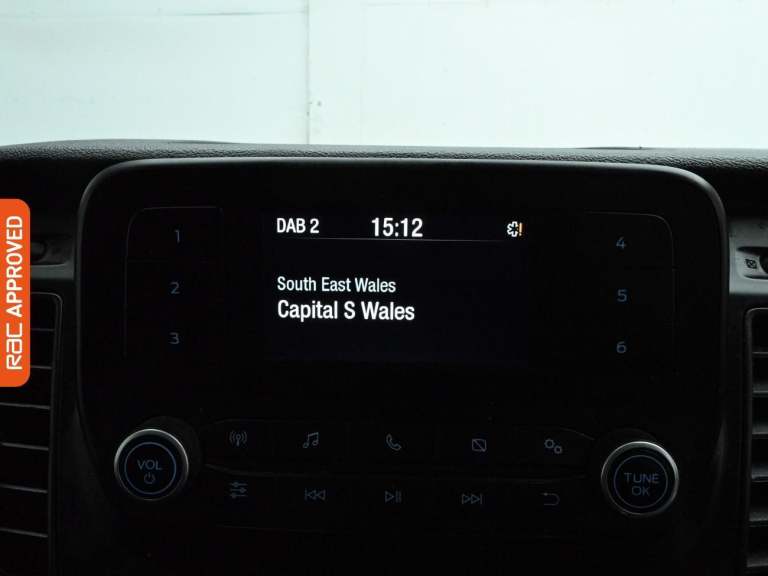 DAB 2 15:12
South East Wales
Capital S Wales
1
2
3
4
5
6
VOL
TUNE
OK
RAC APPROVED